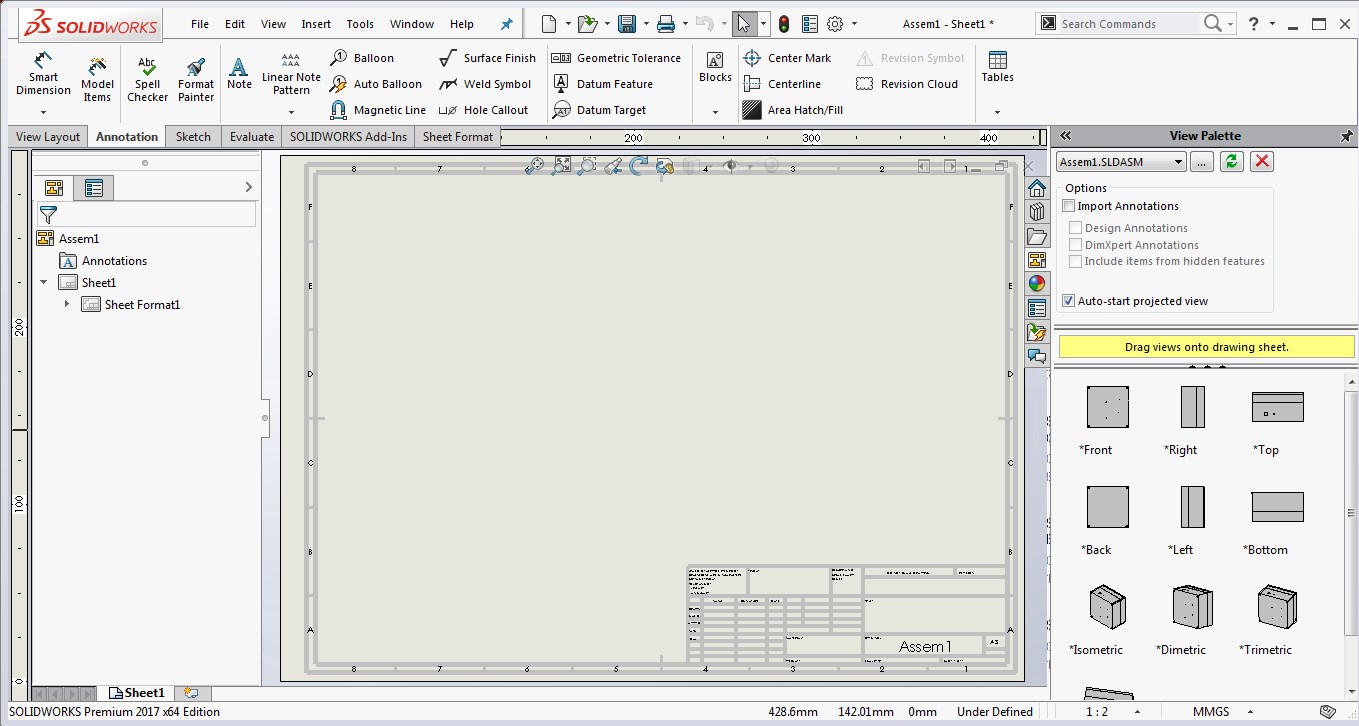 SOLIDWORKS File Edit View Insert Tools Window Help Assem1 - Sheet1 * Search Commands ?
Smart Dimension
Model Items
Spell Checker
Format Painter
Note
Linear Note Pattern
Balloon
Auto Balloon
Magnetic Line
Surface Finish
Weld Symbol
Hole Callout
Geometric Tolerance
Datum Feature
Datum Target
Blocks
Center Mark
Centerline
Area Hatch/Fill
Revision Symbol
Revision Cloud
Tables
View Layout Annotation Sketch Evaluate SOLIDWORKS Add-Ins Sheet Format
200 300 400
View Palette
Assem1.SLDASM ...
Options
Import Annotations
Design Annotations
DimXpert Annotations
Include items from hidden features
Auto-start projected view
Drag views onto drawing sheet.
*Front *Right *Top
*Back *Left *Bottom
*Isometric *Dimetric *Trimetric
Assem1
Annotations
Sheet1
Sheet Format1
200
100
0
8 7 4 3 2 1
F F
E E
D D
C C
B B
A A
Assem1
A3
8 7 6 5 4 3 2 1
Sheet1
SOLIDWORKS Premium 2017 x64 Edition 428.6mm 142.01mm 0mm Under Defined 1 : 2 MMGS